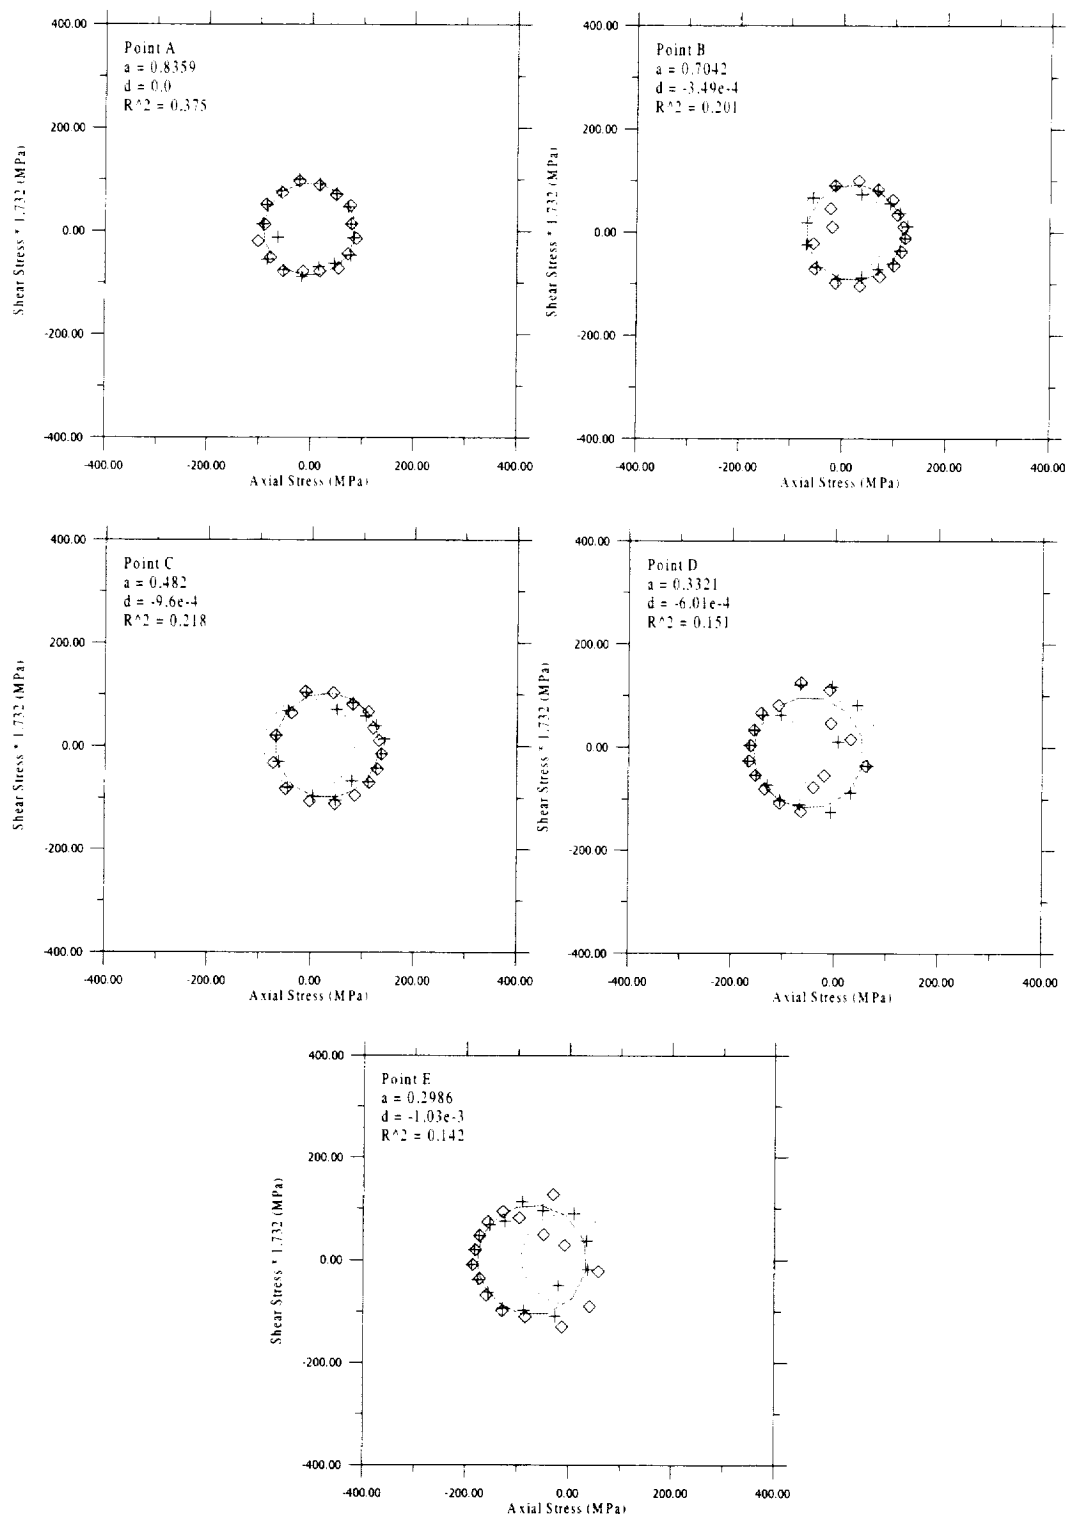 400.00
Point A
a = 0.8359
d = 0.0
R^2 = 0.375
200.00
0.00
-200.00
-400.00
Shear Stress * 1.732 (MPa)
-400.00 -200.00 0.00 200.00 400.00
Axial Stress (MPa)
400.00
Point B
a = 0.7042
d = -3.49e-4
R^2 = 0.201
200.00
0.00
-200.00
-400.00
Shear Stress * 1.732 (MPa)
-400.00 -200.00 0.00 200.00 400.00
Axial Stress (MPa)
400.00
Point C
a = 0.482
d = -9.6e-4
R^2 = 0.218
200.00
0.00
-200.00
-400.00
Shear Stress * 1.732 (MPa)
-400.00 -200.00 0.00 200.00 400.00
Axial Stress (MPa)
400.00
Point D
a = 0.3321
d = -6.01e-4
R^2 = 0.151
200.00
0.00
-200.00
-400.00
Shear Stress * 1.732 (MPa)
-400.00 -200.00 0.00 200.00 400.00
Axial Stress (MPa)
400.00
Point E
a = 0.2986
d = -1.03e-3
R^2 = 0.142
200.00
0.00
-200.00
-400.00
Shear Stress * 1.732 (MPa)
-400.00 -200.00 0.00 200.00 400.00
Axial Stress (MPa)